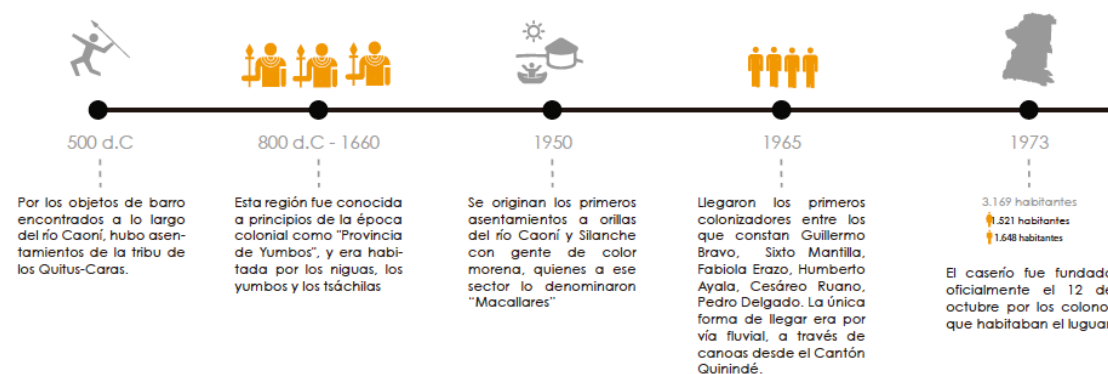 500 d.C
Por los objetos de barro
encontrados a lo largo
del río Caoní, hubo asen-
tamientos de la tribu de
los Quitus-Caras.
800 d.C - 1660
Esta región fue conocida
a principios de la época
colonial como "Provincia
de Yumbos", y era habi-
tada por los niguas, los
yumbos y los tsáchilas
1950
Se originan los primeros
asentamientos a orillas
del río Caoní y Silanche
con gente de color
morena, quienes a ese
sector lo denominaron
"Macallares"
1965
Llegaron los primeros
colonizadores entre los
que constan Guillermo
Bravo, Sixto Mantilla,
Fabiola Erazo, Humberto
Ayala, Cesáreo Ruano,
Pedro Delgado. La única
forma de llegar era por
vía fluvial, a través de
canoas desde el Cantón
Quinindé.
1973
3.169 habitantes
1.521 habitantes
1.648 habitantes
El caserío fue fundado
oficialmente el 12 de
octubre por los colono
que habitaban el luguar